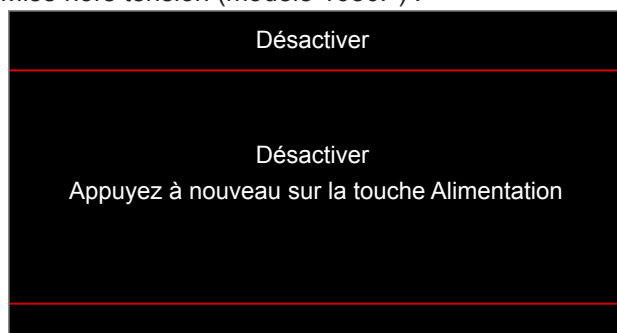 Désactiver
Désactiver
Appuyez à nouveau sur la touche Alimentation